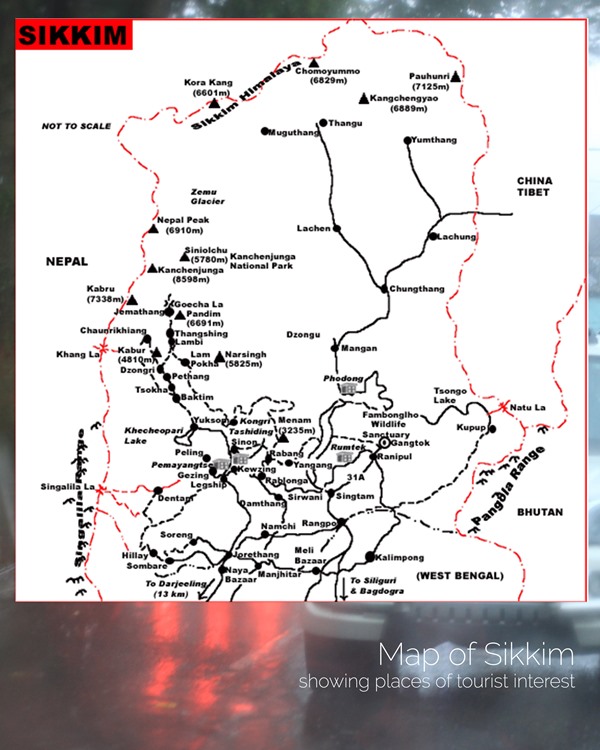 SIKKIM
Kora Kang
(6601m)
Sikkim Himalaya
Chomoyummo
(6829m)
Pauhunri
(7125m)
Kangchengyao
(6889m)
NOT TO SCALE
Muguthang
Thangu
Yumthang
CHINA
TIBET
Zemu
Glacier
Nepal Peak
(6910m)
Lachen
Lachung
Siniolchu
(5780m)
Kanchenjunga
National Park
NEPAL
Kanchenjunga
(8598m)
Chungthang
Kabru
(7338m)
Goecha La
Jemathang
Pandim
(6691m)
Chaunrikhiang
Thangshing
Lambi
Dzongu
Mangan
Khang La
Kabur
(4810m)
Lam
Pokha
Narsingh
(5825m)
Dzongri
Pethang
Phodong
Tsokha
Baktim
Tsongo
Lake
Natu La
Yuksom
Kongri
Tashiding
Menam
(3235m)
Fambonglho
Wildlife
Sanctuary
Kupup
Khecheopari
Lake
Sinon
Rumtek
Gangtok
Peling
Rabang
Ranipul
Pemayangtse
Kewzing
Yangang
Gezing
Legship
Rablonga
31A
Pangola Range
Singalila La
Dentam
Sirwani
Singtam
Damthang
BHUTAN
Soreng
Namchi
Rangpo
Hillay
Sombare
Jorethang
Meli
Bazaar
Kalimpong
Naya
Bazaar
Manjhitar
(WEST BENGAL)
To Darjeeling
(13 km)
To Siliguri
& Bagdogra
Map of Sikkim
showing places of tourist interest